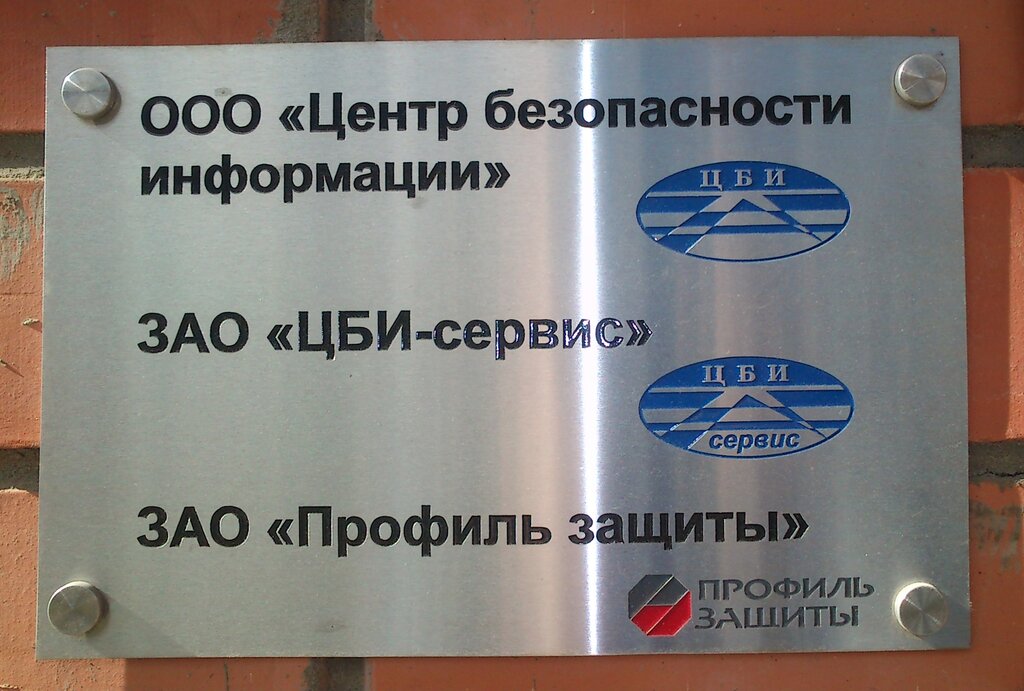 ООО «Центр безопасности
информации»
ЦБИ
ЗАО «ЦБИ-сервис»
ЦБИ
сервис
ЗАО «Профиль защиты»
ПРОФИЛЬ
ЗАЩИТЫ